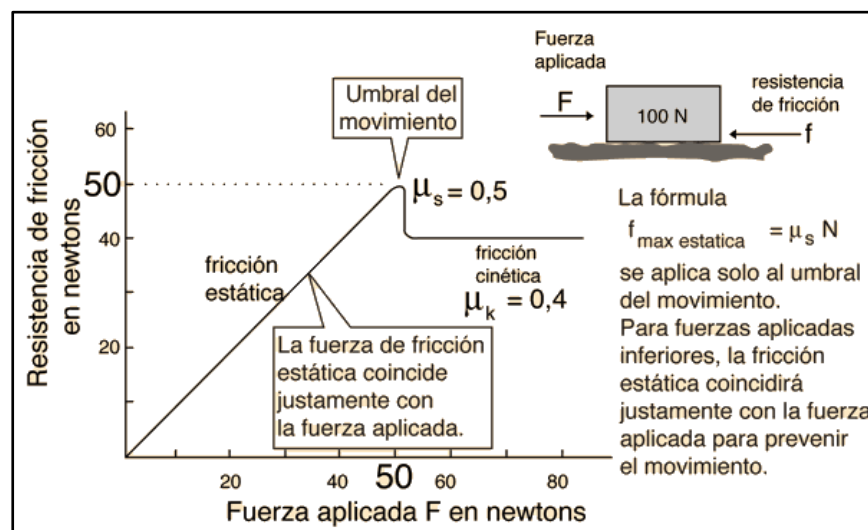 Resistencia de fricción
en newtons
60
50
40
20
Umbral del
movimiento
μs = 0,5
fricción
estática
fricción
cinética
μk = 0,4
La fuerza de fricción
estática coincide
justamente con
la fuerza aplicada.
20
40
50
60
80
Fuerza aplicada F en newtons
Fuerza
aplicada
F
100 N
resistencia
de fricción
f
La fórmula
f max estatica = μs N
se aplica solo al umbral
del movimiento.
Para fuerzas aplicadas
inferiores, la fricción
estática coincidirá
justamente con la fuerza
aplicada para prevenir
el movimiento.